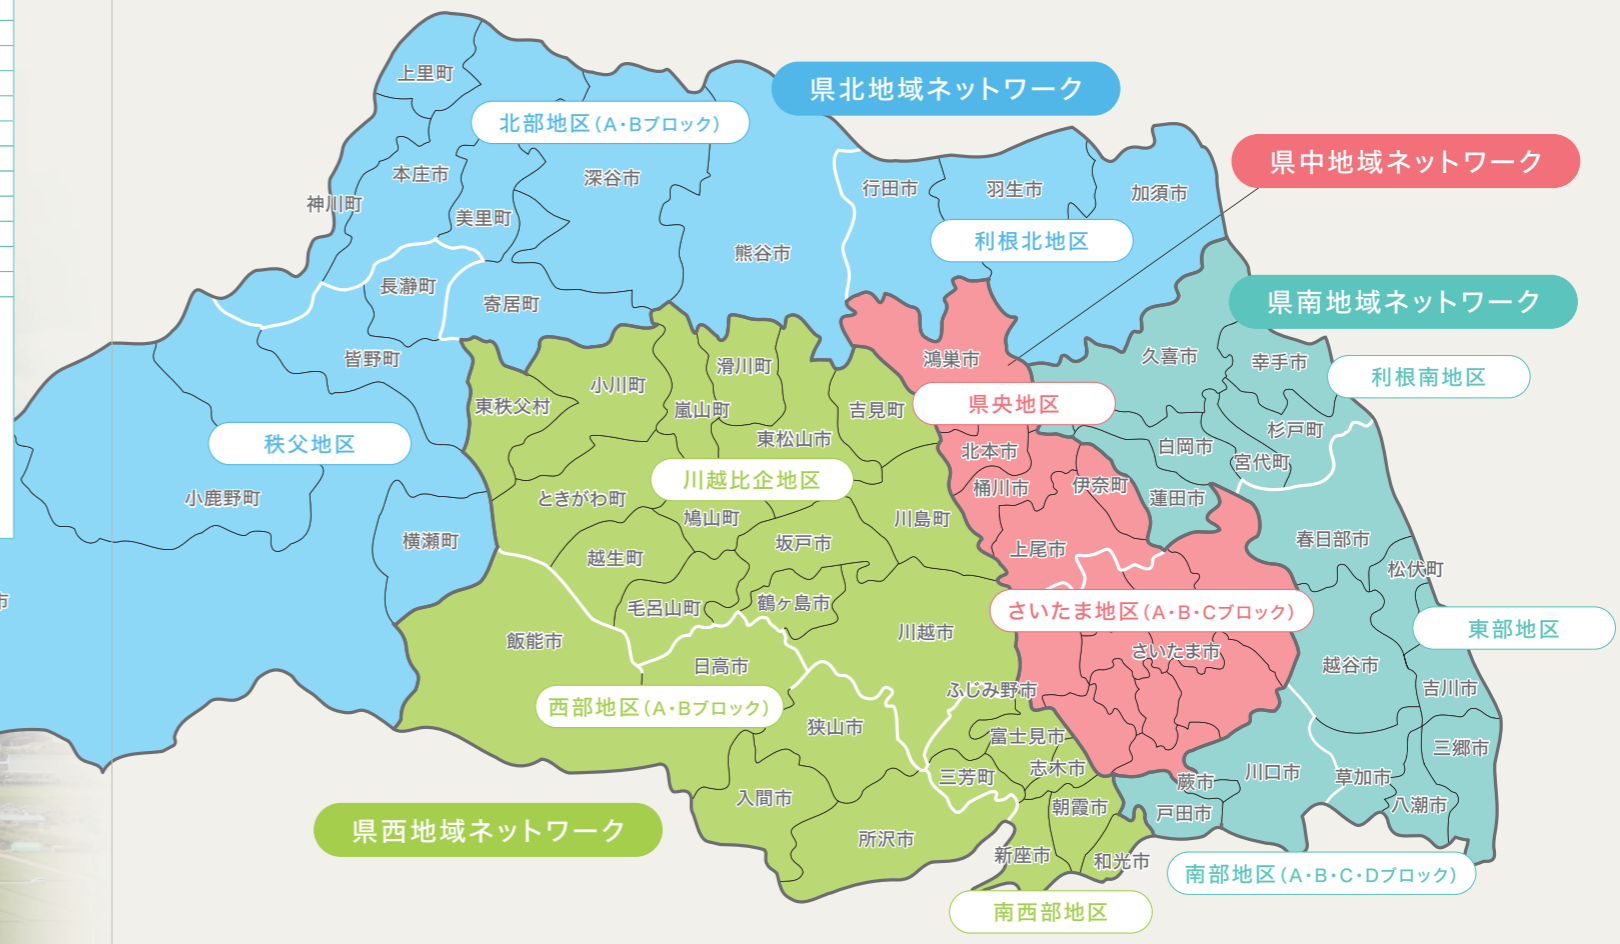 県北地域ネットワーク
上里町
北部地区(A・Bブロック)
県中地域ネットワーク
本庄市
深谷市
行田市
羽生市
加須市
神川町
美里町
熊谷市
利根北地区
長瀞町
寄居町
県南地域ネットワーク
皆野町
鴻巣市
久喜市
幸手市
利根南地区
小川町
滑川町
東秩父村
嵐山町
吉見町
県央地区
秩父地区
東松山市
北本市
白岡市
杉戸町
宮代町
川越比企地区
桶川市
伊奈町
蓮田市
小鹿野町
ときがわ町
鳩山町
川島町
横瀬町
越生町
坂戸市
上尾市
春日部市
松伏町
市
毛呂山町
鶴ヶ島市
さいたま地区(A・B・Cブロック)
東部地区
飯能市
川越市
日高市
さいたま市
越谷市
吉川市
西部地区(A・Bブロック)
ふじみ野市
狭山市
富士見市
三郷市
三芳町
志木市
蕨市
川口市
草加市
入間市
朝霞市
戸田市
八潮市
県西地域ネットワーク
所沢市
新座市
和光市
南部地区(A・B・C・Dブロック)
南西部地区